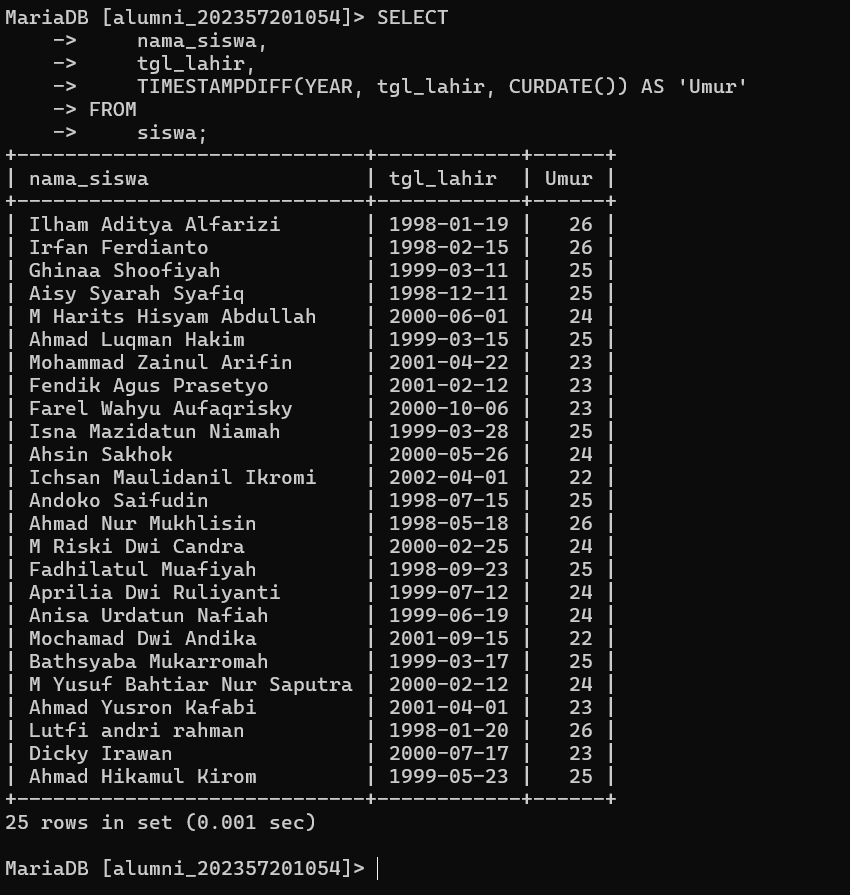 MariaDB [alumni_202357201054]> SELECT
    ->     nama_siswa,
    ->     tgl_lahir,
    ->     TIMESTAMPDIFF(YEAR, tgl_lahir, CURDATE()) AS 'Umur'
    -> FROM
    ->     siswa;
+-----------------------------+------------+------+
| nama_siswa                  | tgl_lahir  | Umur |
+-----------------------------+------------+------+
| Ilham Aditya Alfarizi       | 1998-01-19 |   26 |
| Irfan Ferdianto             | 1998-02-15 |   26 |
| Ghinaa Shoofiyah            | 1999-03-11 |   25 |
| Aisy Syarah Syafiq          | 1998-12-11 |   25 |
| M Harits Hisyam Abdullah    | 2000-06-01 |   24 |
| Ahmad Luqman Hakim          | 1999-03-15 |   25 |
| Mohammad Zainul Arifin      | 2001-04-22 |   23 |
| Fendik Agus Prasetyo        | 2001-02-12 |   23 |
| Farel Wahyu Aufaqrisky      | 2000-10-06 |   23 |
| Isna Mazidatun Niamah       | 1999-03-28 |   25 |
| Ahsin Sakhok                | 2000-05-26 |   24 |
| Ichsan Maulidanil Ikromi    | 2002-04-01 |   22 |
| Andoko Saifudin             | 1998-07-15 |   25 |
| Ahmad Nur Mukhlisin         | 1998-05-18 |   26 |
| M Riski Dwi Candra          | 2000-02-25 |   24 |
| Fadhilatul Muafiyah         | 1998-09-23 |   25 |
| Aprilia Dwi Ruliyanti       | 1999-07-12 |   24 |
| Anisa Urdatun Nafiah        | 1999-06-19 |   24 |
| Mochamad Dwi Andika         | 2001-09-15 |   22 |
| Bathsyaba Mukarromah        | 1999-03-17 |   25 |
| M Yusuf Bahtiar Nur Saputra | 2000-02-12 |   24 |
| Ahmad Yusron Kafabi         | 2001-04-01 |   23 |
| Lutfi andri rahman          | 1998-01-20 |   26 |
| Dicky Irawan                | 2000-07-17 |   23 |
| Ahmad Hikamul Kirom         | 1999-05-23 |   25 |
+-----------------------------+------------+------+
25 rows in set (0.001 sec)
MariaDB [alumni_202357201054]>